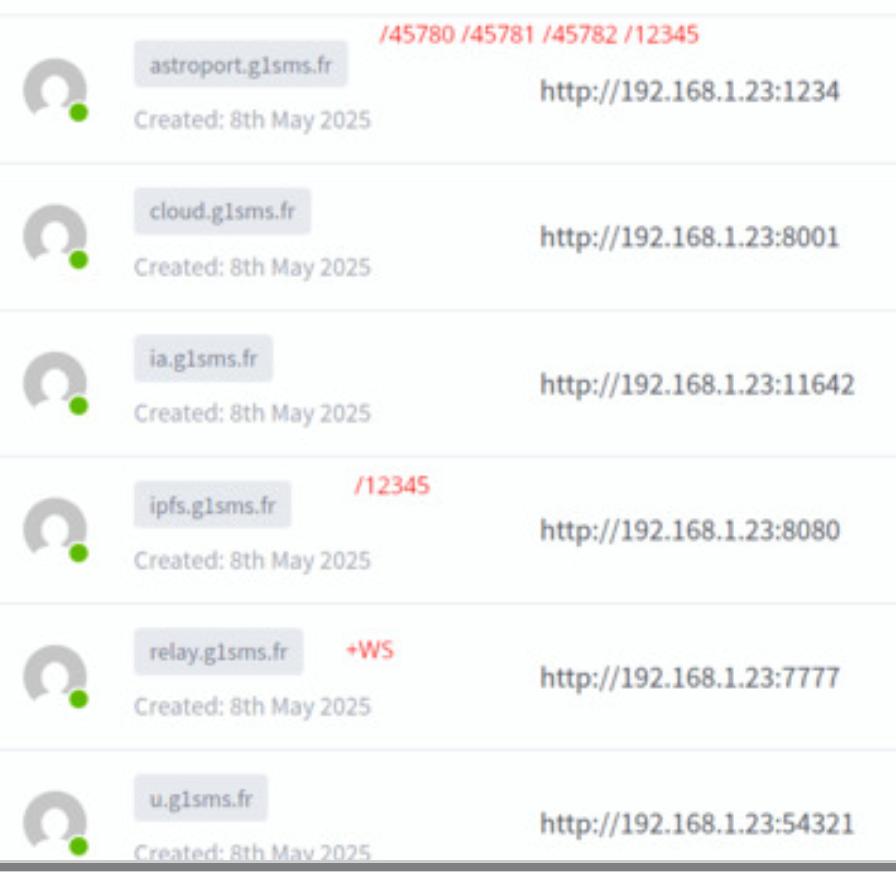 /45780 /45781 /45782 /12345
astroport.g1sms.fr
http://192.168.1.23:1234
Created: 8th May 2025
cloud.g1sms.fr
http://192.168.1.23:8001
Created: 8th May 2025
ia.g1sms.fr
http://192.168.1.23:11642
Created: 8th May 2025
/12345
ipfs.g1sms.fr
http://192.168.1.23:8080
Created: 8th May 2025
relay.g1sms.fr +WS
http://192.168.1.23:7777
Created: 8th May 2025
u.g1sms.fr
http://192.168.1.23:54321
Created: 8th May 2025